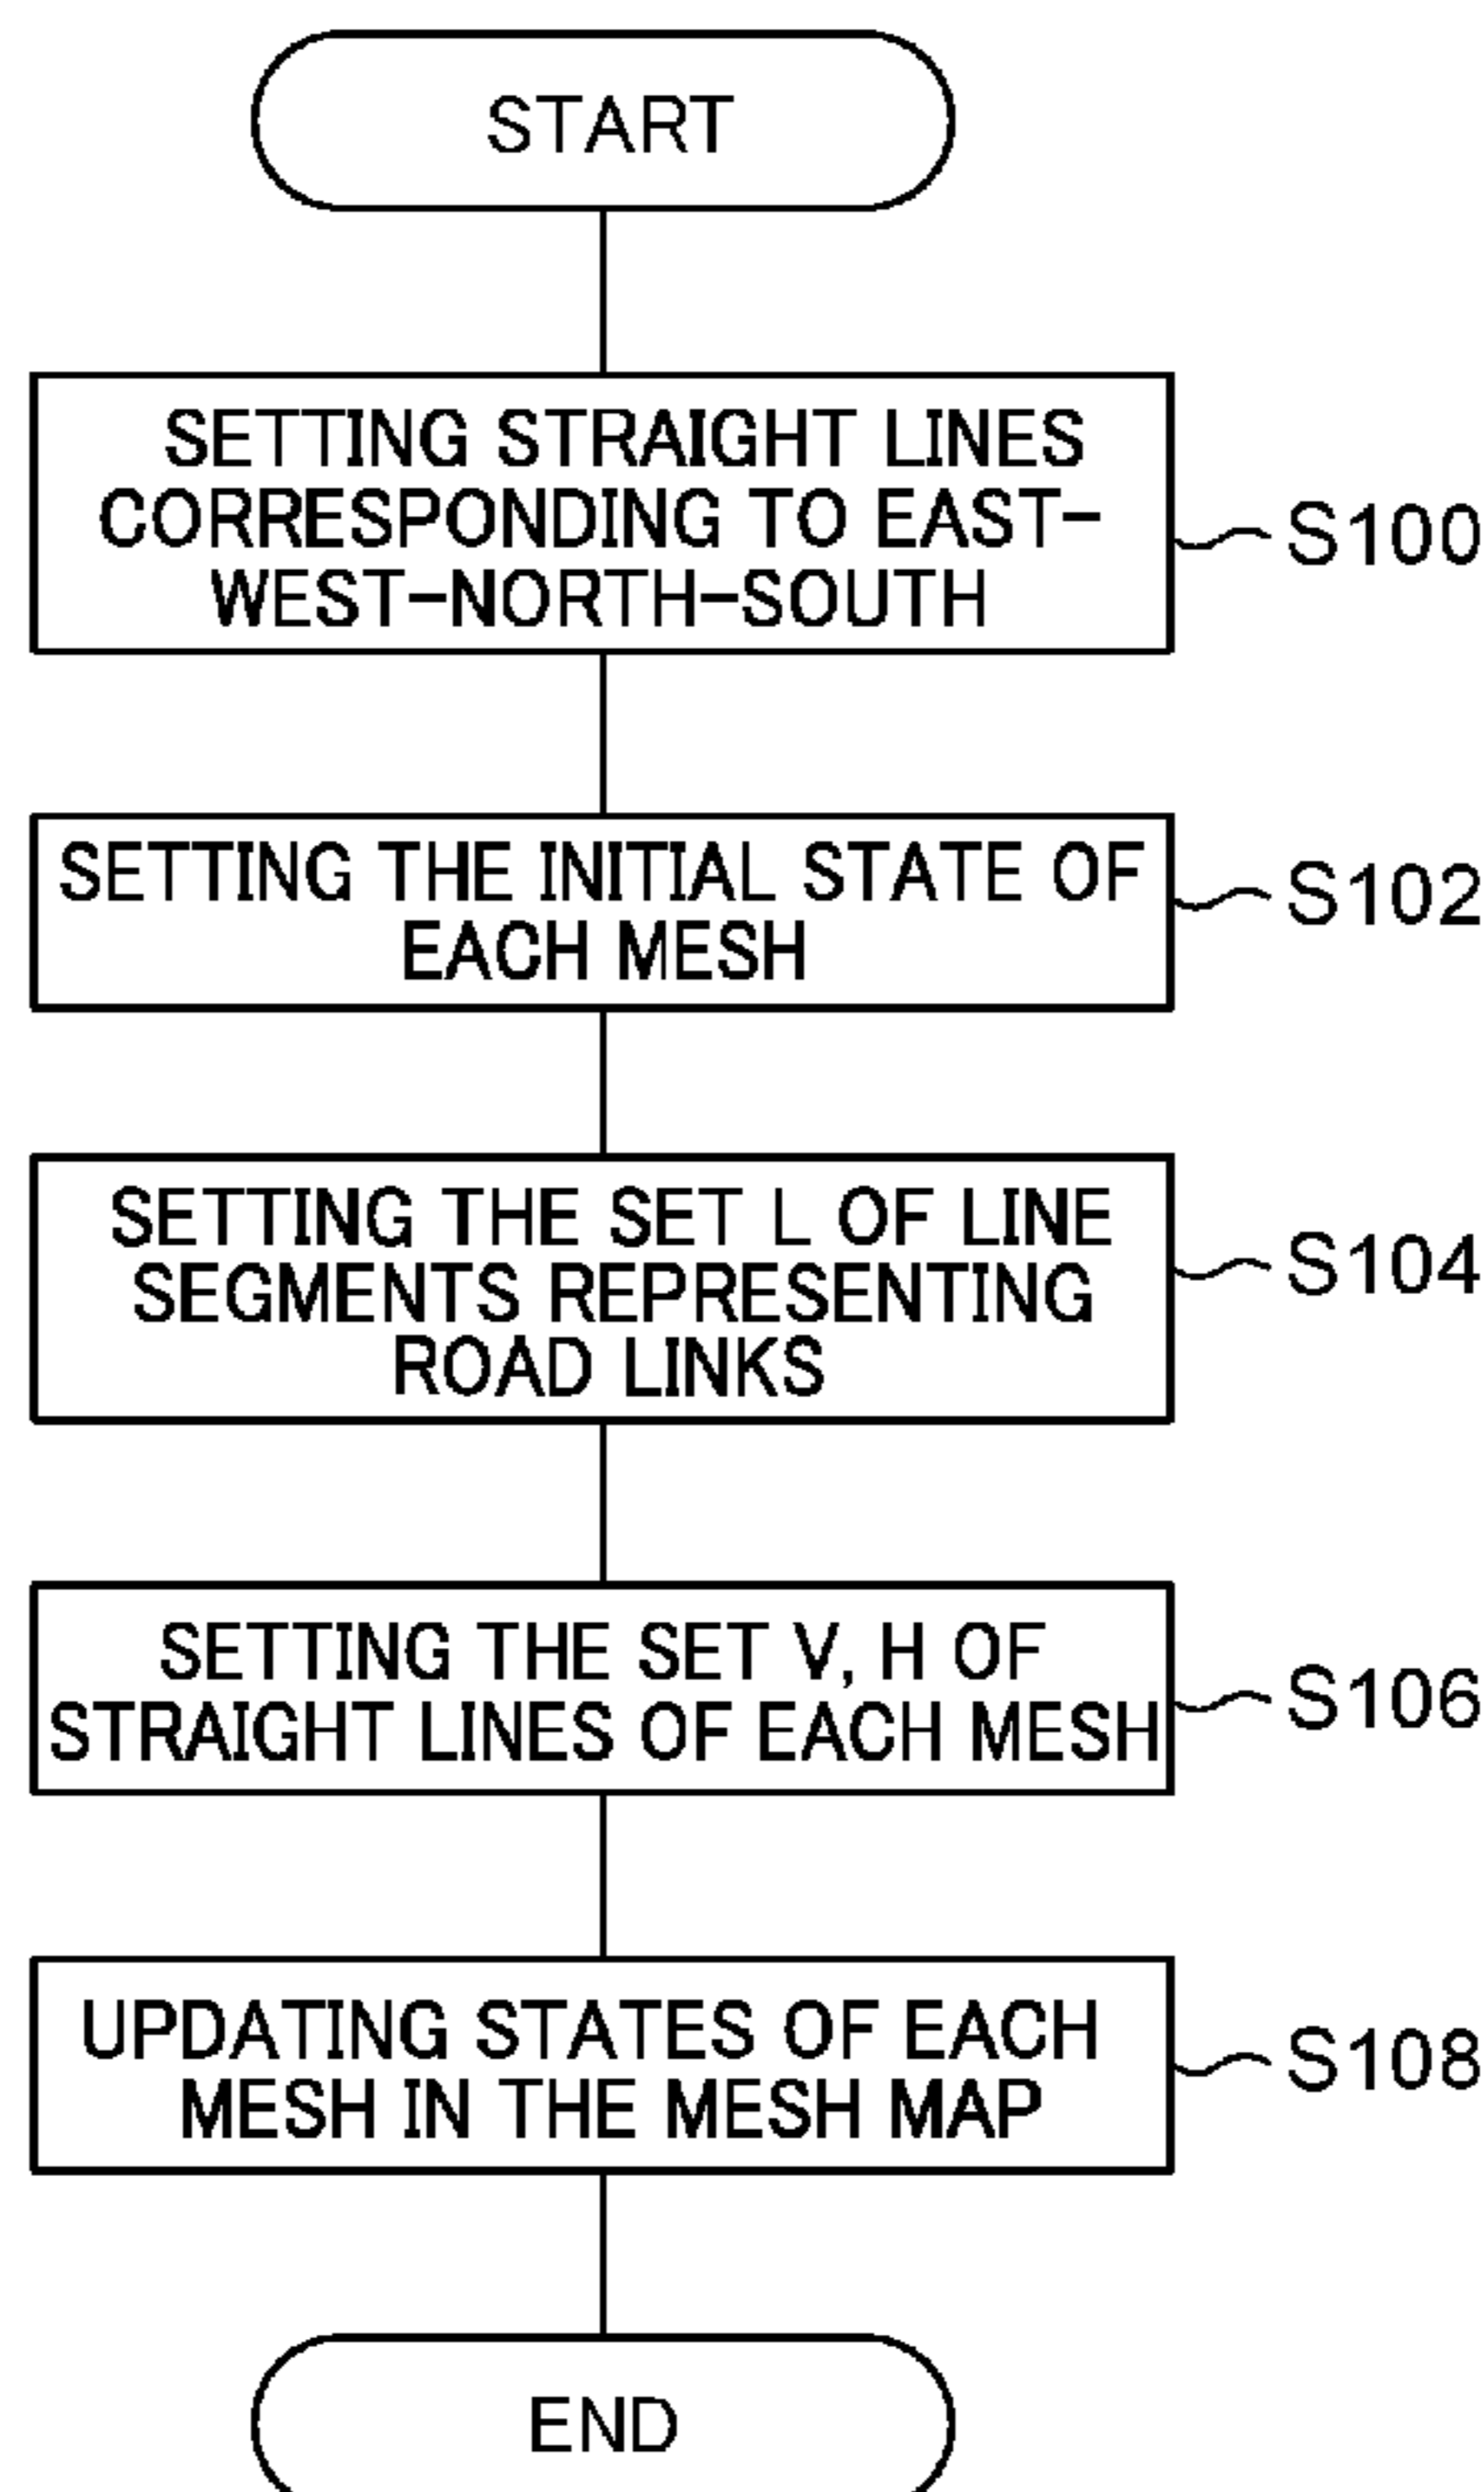 START
SETTING STRAIGHT LINES
CORRESPONDING TO EAST-
WEST-NORTH-SOUTH
S100
SETTING THE INITIAL STATE OF
EACH MESH
S102
SETTING THE SET L OF LINE
SEGMENTS REPRESENTING
ROAD LINKS
S104
SETTING THE SET V, H OF
STRAIGHT LINES OF EACH MESH
S106
UPDATING STATES OF EACH
MESH IN THE MESH MAP
S108
END